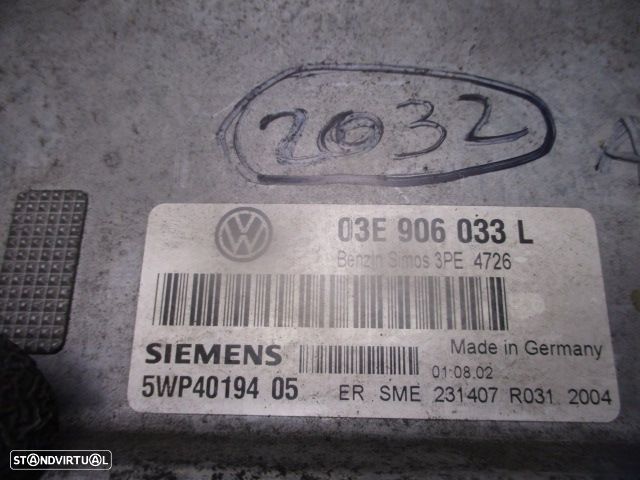 2032
A
03E 906 033 L
Benzin Simos 3PE 4726
SIEMENS
Made in Germany
01.08.02
5WP40194 05
ER SME 231407 R031 2004
STANDVIRTUAL